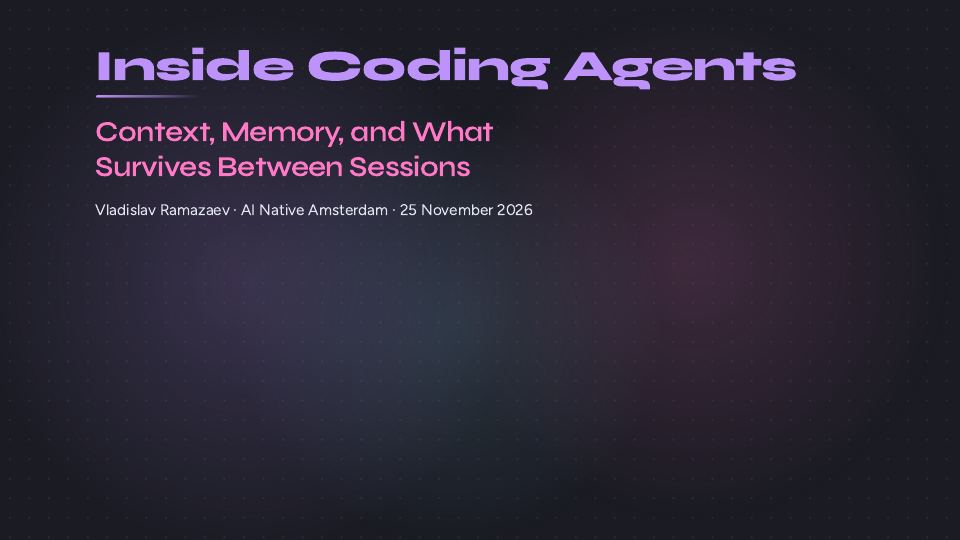 Inside Coding Agents
Context, Memory, and What
Survives Between Sessions
Vladislav Ramazaev · AI Native Amsterdam · 25 November 2026